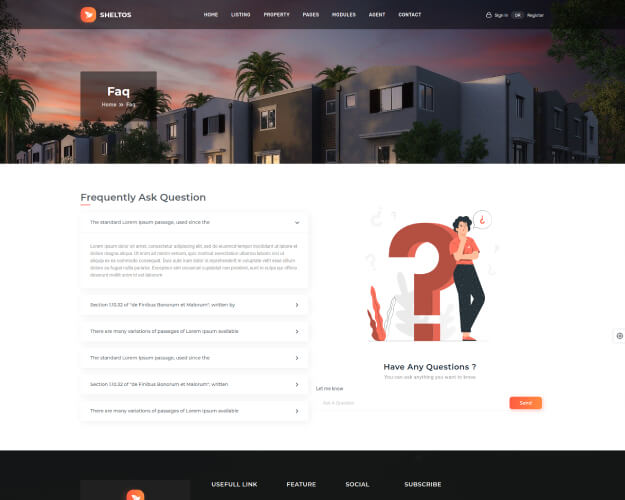 SHELTOS
HOME LISTING PROPERTY PAGES MODULES AGENT CONTACT
Sign In OR Register
Faq
Home Faq
Frequently Ask Question
The standard Lorem Ipsum passage, used since the
Lorem ipsum dolor sit amet, consectetur adipiscing elit, sed do eiusmod tempor incididunt ut labore et
dolore magna aliqua. Ut enim ad minim veniam, quis nostrud exercitation ullamco laboris nisi ut aliquip
ex ea commodo consequat. Duis aute irure dolor in reprehenderit in voluptate velit esse cillum
dolore eu fugiat nulla pariatur. Excepteur sint occaecat cupidatat non proident, sunt in culpa qui officia
deserunt mollit anim id est laborum
Section 1.10.32 of "de Finibus Bonorum et Malorum", written by
There are many variations of passages of Lorem Ipsum available
The standard Lorem Ipsum passage, used since the
Section 1.10.32 of "de Finibus Bonorum et Malorum", written
There are many variations of passages of Lorem Ipsum available
Have Any Questions ?
You can ask anything you want to know
Let me know
Ask A Question
Send
USEFULL LINK FEATURE SOCIAL SUBSCRIBE